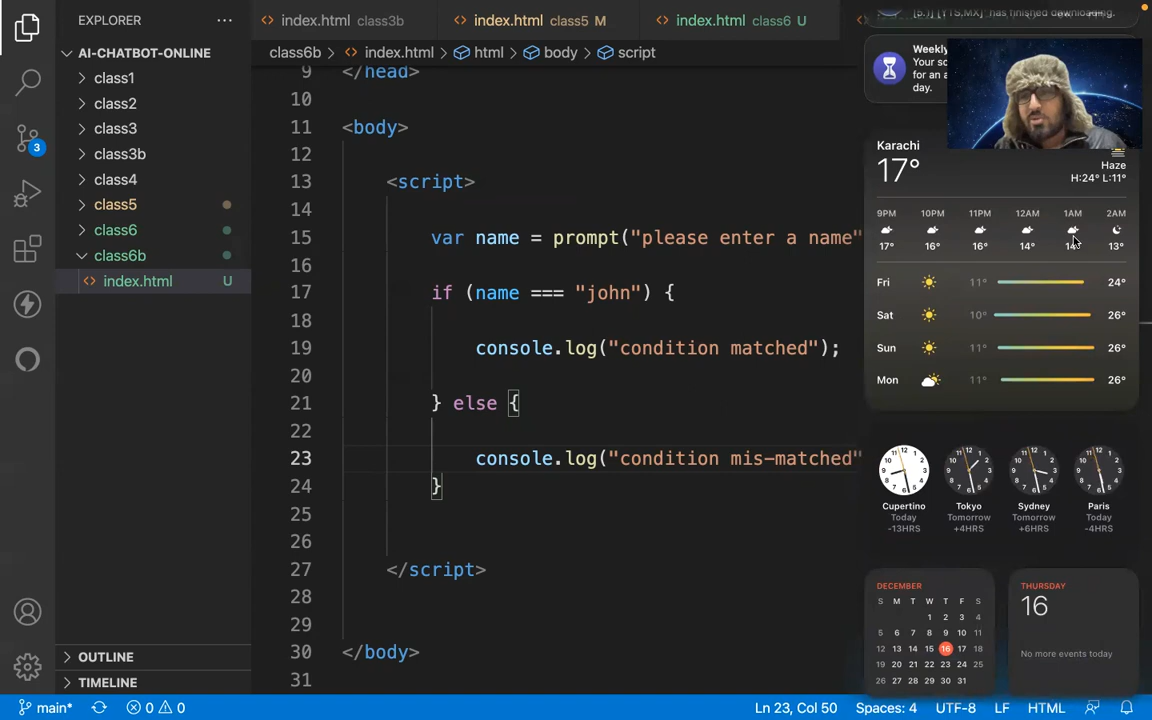 EXPLORER
AI-CHATBOT-ONLINE
class1
class2
class3
class3b
class4
class5
class6
class6b
index.html U
OUTLINE
TIMELINE
3
index.html class3b
index.html class5 M
index.html class6 U
class6b > index.html > html > body > script
9 </head>
10
11 <body>
12
13 <script>
14
15 var name = prompt("please enter a name"
16
17 if (name === "john") {
18
19 console.log("condition matched");
20
21 } else {
22
23 console.log("condition mis-matched"
24 }
25
26
27 </script>
28
29
30 </body>
31
has finished downloading.
Weekly
Your
for an a
day.
Karachi
17°
Haze
H:24° L:11°
9PM 10PM 11PM 12AM 1AM 2AM
17° 16° 16° 14° 14° 13°
Fri 11° 24°
Sat 10° 26°
Sun 11° 26°
Mon 11° 26°
Cupertino Tokyo Sydney Paris
Today Tomorrow Tomorrow Today
-13HRS +4HRS +6HRS -4HRS
DECEMBER
S M T W T F S
1 2 3 4
5 6 7 8 9 10 11
12 13 14 15 16 17 18
19 20 21 22 23 24 25
26 27 28 29 30 31
THURSDAY
16
No more events today
main* 0 0 Ln 23, Col 50 Spaces: 4 UTF-8 LF HTML